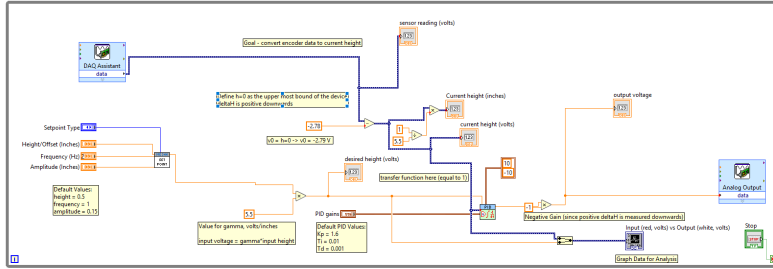 sensor reading (volts)
Goal - convert encoder data to current height
DAQ Assistant
data
Define h=0 as the upper most bound of the device
deltaH is positive downwards
Current height (inches)
output voltage
-2.78
1
5.5
current height (volts)
v0 = h=0 -> v0 = -2.79 V
Setpoint Type
Height/Offset (inches)
Frequency (Hz)
Amplitude (inches)
SET
POINT
desired height (volts)
transfer function here (equal to 1)
10
-10
Analog Output
data
Default Values:
height = 0.5
frequency = 1
amplitude = 0.15
5.5
Value for gamma, volts/inches
input voltage = gamma*input height
PID gains
Default PID Values:
Kp = 1.6
Ti = 0.01
Td = 0.001
PID
-1
Negative Gain (since positive deltaH is measured downwards)
Input (red, volts) vs Output (white, volts)
Graph Data for Analysis
Stop
i